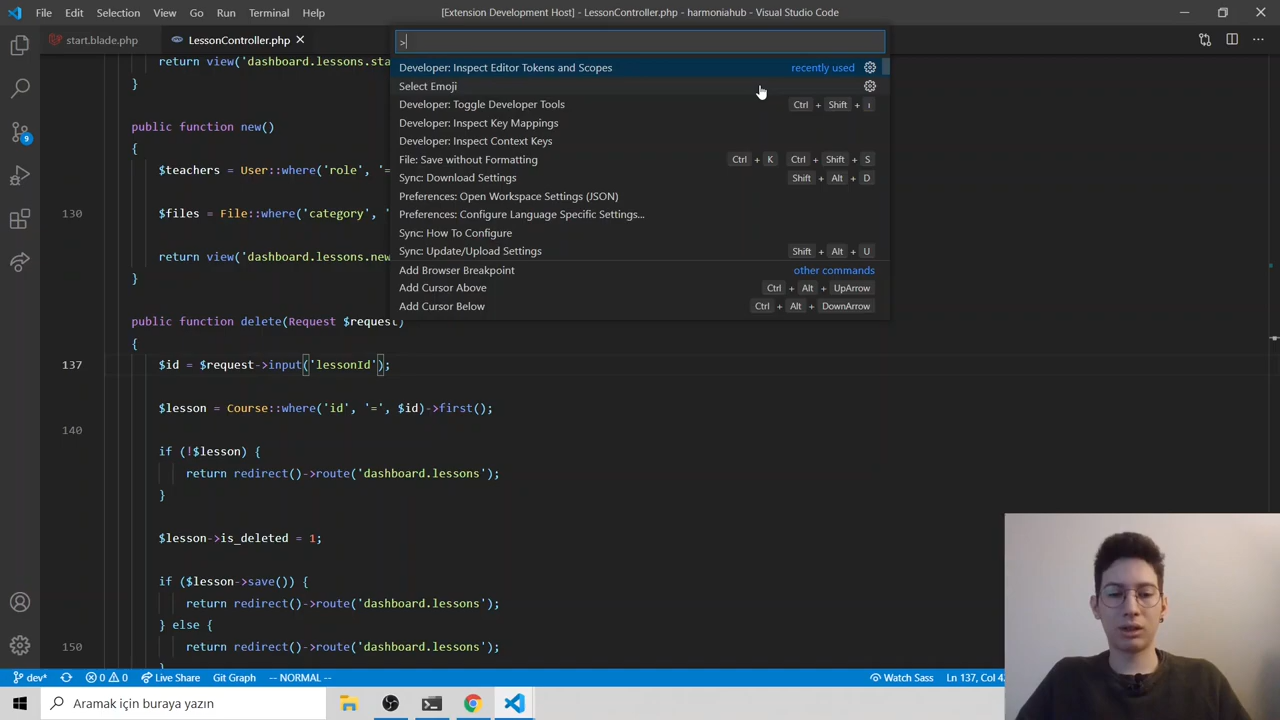 File Edit Selection View Go Run Terminal Help
[Extension Development Host] - LessonController.php - harmoniahub - Visual Studio Code
start.blade.php
LessonController.php
>
Developer: Inspect Editor Tokens and Scopes recently used
Select Emoji
Developer: Toggle Developer Tools Ctrl + Shift + ı
Developer: Inspect Key Mappings
Developer: Inspect Context Keys
File: Save without Formatting Ctrl + K Ctrl + Shift + S
Sync: Download Settings Shift + Alt + D
Preferences: Open Workspace Settings (JSON)
Preferences: Configure Language Specific Settings...
Sync: How To Configure
Sync: Update/Upload Settings Shift + Alt + U
Add Browser Breakpoint other commands
Add Cursor Above Ctrl + Alt + UpArrow
Add Cursor Below Ctrl + Alt + DownArrow
return view('dashboard.lessons.sta
}
public function new()
{
$teachers = User::where('role', '=
130 $files = File::where('category', '
return view('dashboard.lessons.new
}
public function delete(Request $request)
{
137 $id = $request->input('lessonId');
$lesson = Course::where('id', '=', $id)->first();
140
if (!$lesson) {
return redirect()->route('dashboard.lessons');
}
$lesson->is_deleted = 1;
if ($lesson->save()) {
return redirect()->route('dashboard.lessons');
} else {
150 return redirect()->route('dashboard.lessons');
}
9
dev* 0 0 Live Share Git Graph -- NORMAL -- Watch Sass Ln 137, Col 4
Aramak için buraya yazın